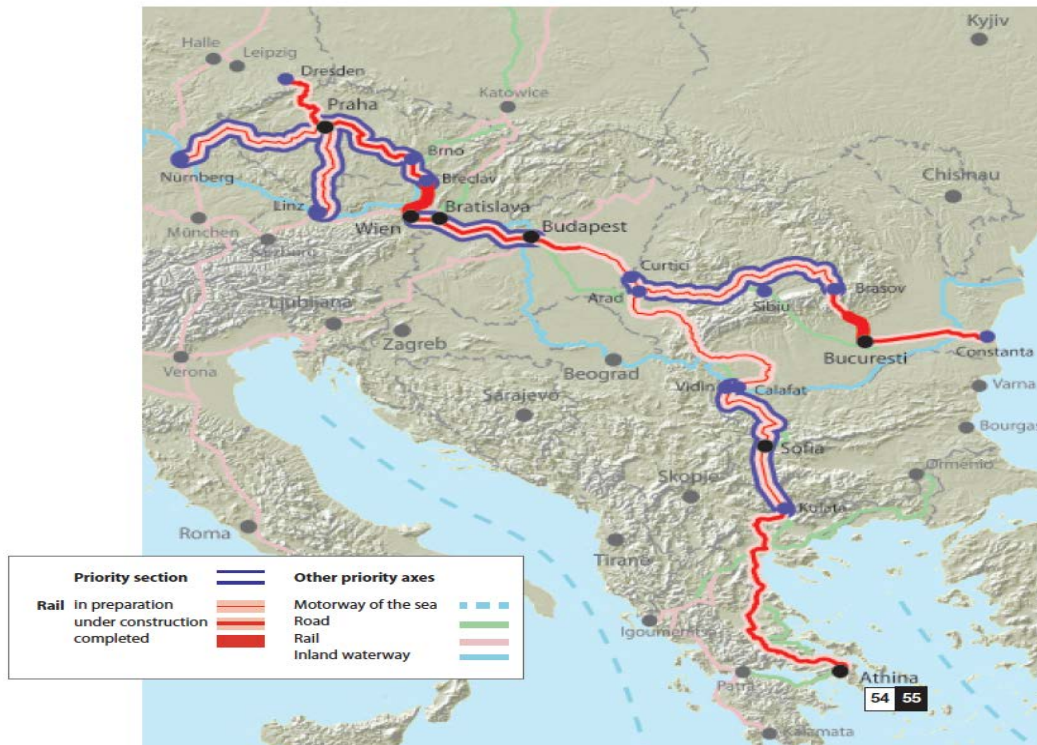 Kyjiv
Halle
Leipzig
Dresden
Katowice
Praha
Brno
Nürnberg
Breclav
Chisinau
Linz
Bratislava
Wien
Budapest
München
Salzburg
Curtici
Arad
Sibiu
Brasov
Ljubljana
Zagreb
Bucuresti
Constanta
Verona
Beograd
Vidin
Calafat
Varna
Sarajevo
Bourgas
Sofia
Ormenio
Skopje
Kulata
Roma
Tirane
Priority section
Other priority axes
Rail in preparation
Motorway of the sea
under construction
Road
completed
Rail
Inland waterway
Athina
Patra
54 55
Kalamata